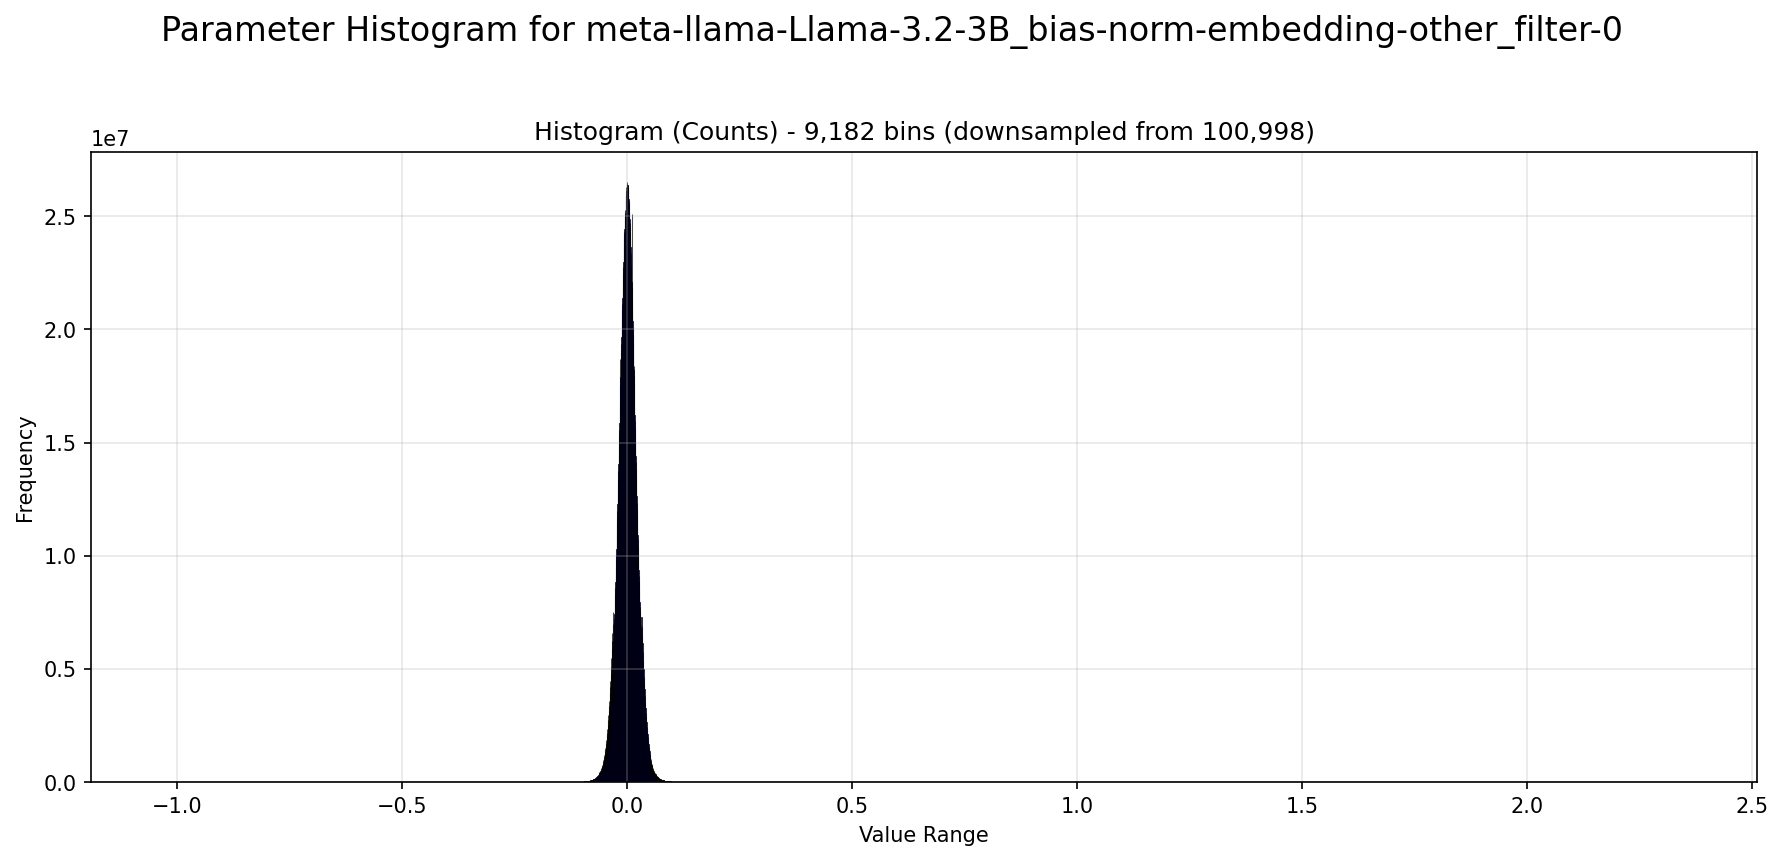 Parameter Histogram for meta-llama-Llama-3.2-3B_bias-norm-embedding-other_filter-0
Histogram (Counts) - 9,182 bins (downsampled from 100,998)
1e7
2.5
2.0
1.5
1.0
0.5
0.0
Frequency
−1.0 −0.5 0.0 0.5 1.0 1.5 2.0 2.5
Value Range